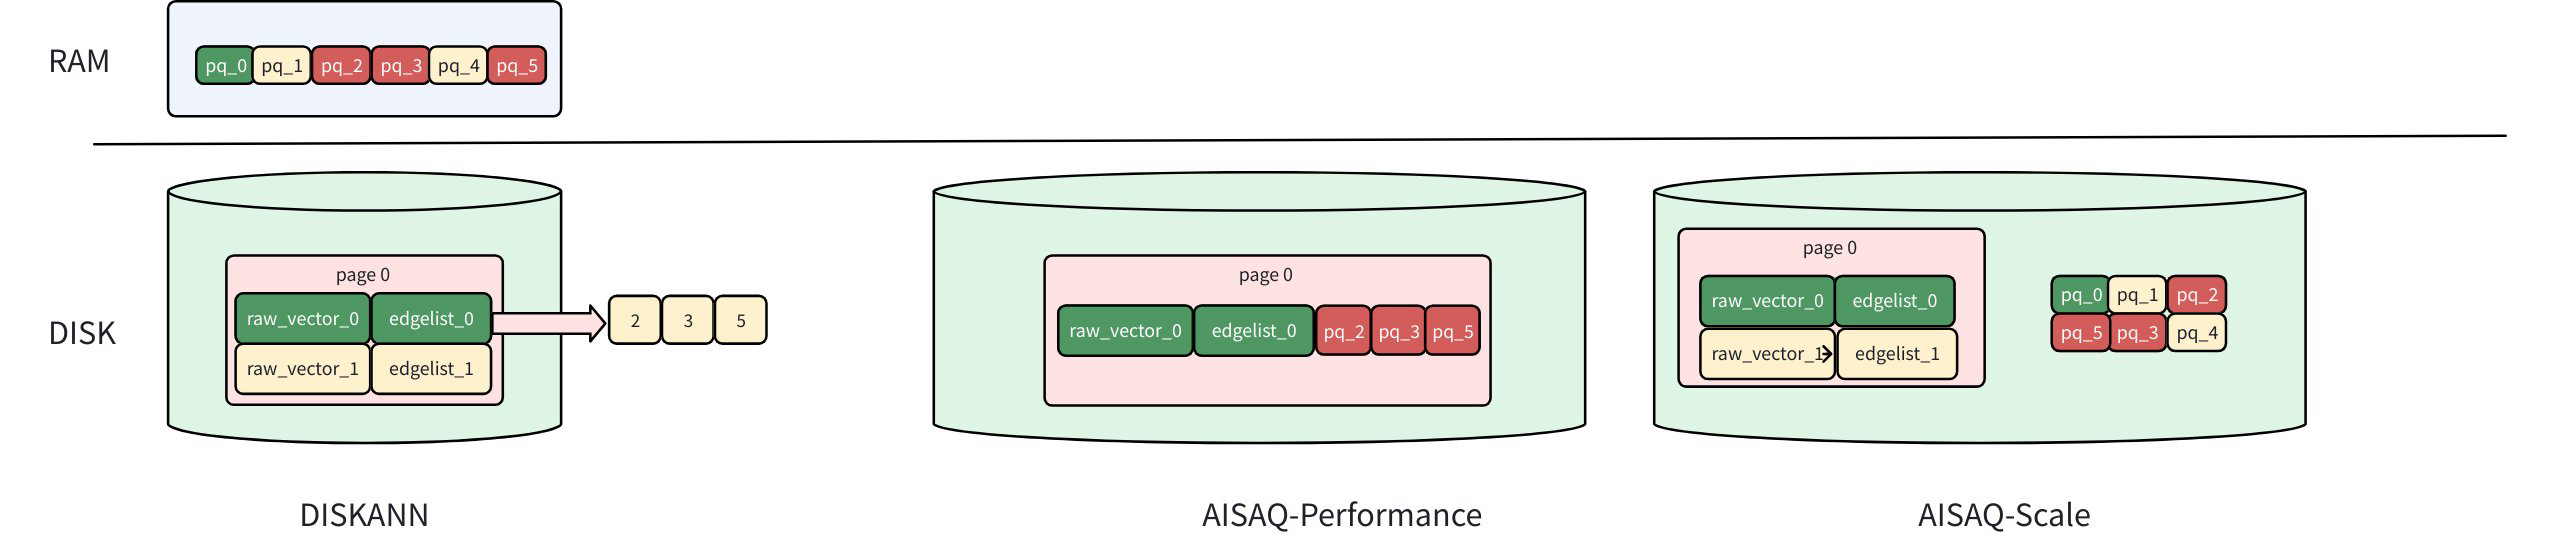 RAM
pq_0 pq_1 pq_2 pq_3 pq_4 pq_5
DISK
page 0
raw_vector_0 edgelist_0
raw_vector_1 edgelist_1
2 3 5
page 0
raw_vector_0 edgelist_0 pq_2 pq_3 pq_5
page 0
raw_vector_0 edgelist_0
raw_vector_1 edgelist_1
pq_0 pq_1 pq_2
pq_5 pq_3 pq_4
DISKANN
AISAQ-Performance
AISAQ-Scale